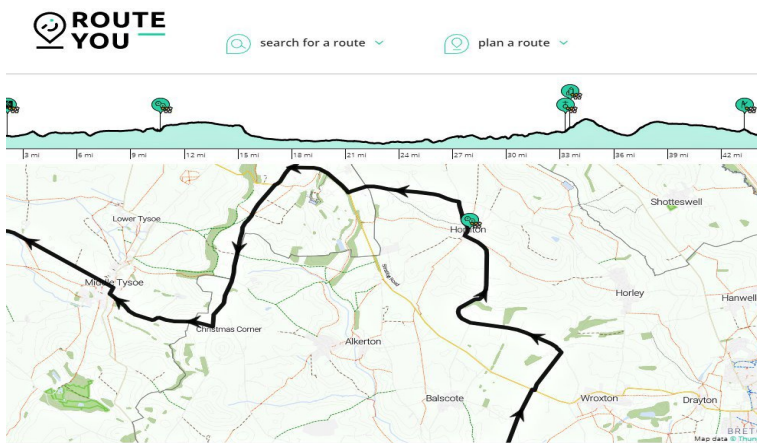 ROUTE
YOU
search for a route
plan a route
3 mi
6 mi
9 mi
12 mi
15 mi
18 mi
21 mi
24 mi
27 mi
30 mi
32 mi
36 mi
39 mi
42 mi
Shotteswell
Lower Tysoe
Middle Tysoe
Horley
Hanwell
Christmas Corner
Alkerton
Balscote
Wroxton
Drayton
Map data © Thun